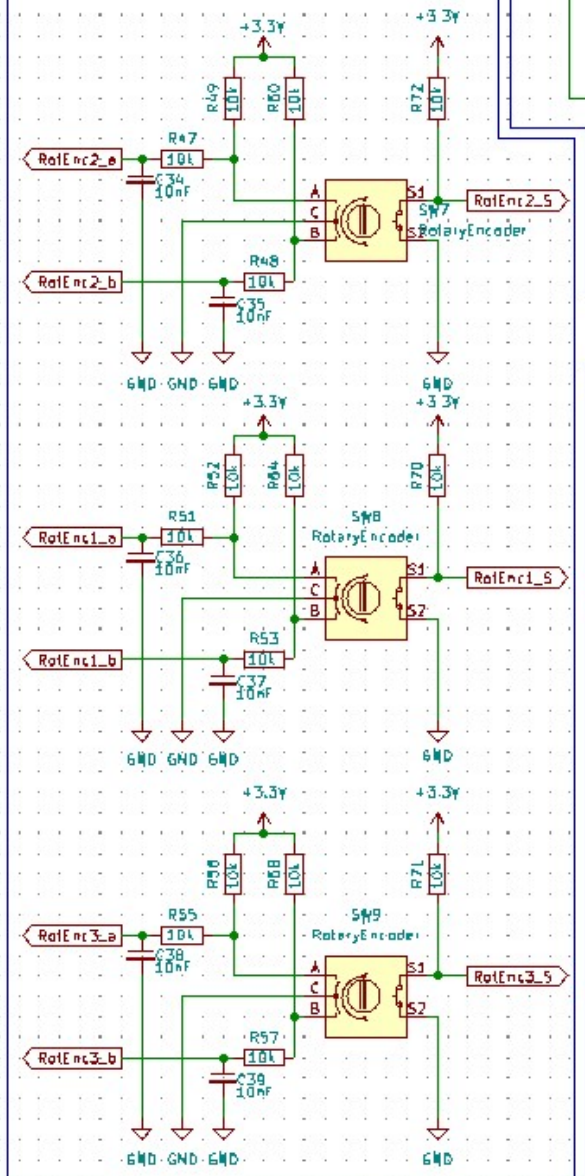 +3.3V
+3.3V
R49
10k
R60
10k
R72
10k
RotEnc2_a
R47
10k
C34
10nF
A
C
B
S1
SW7
S2
RotaryEncoder
RotEnc2_S
RotEnc2_b
R48
10k
C35
10nF
GND
GND
GND
GND
+3.3V
+3.3V
R52
10k
10k
R70
10k
RotEnc1_a
R51
10k
C36
10nF
SW8
RotaryEncoder
A
C
B
S1
S2
RotEnc1_S
RotEnc1_b
R53
10k
C37
10nF
GND
GND
GND
GND
+3.3V
+3.3V
10k
10k
R71
10k
RotEnc3_a
R55
10k
C38
10nF
SW9
RotaryEncoder
A
C
B
S1
S2
RotEnc3_S
RotEnc3_b
R57
10k
C39
10nF
GND
GND
GND
GND